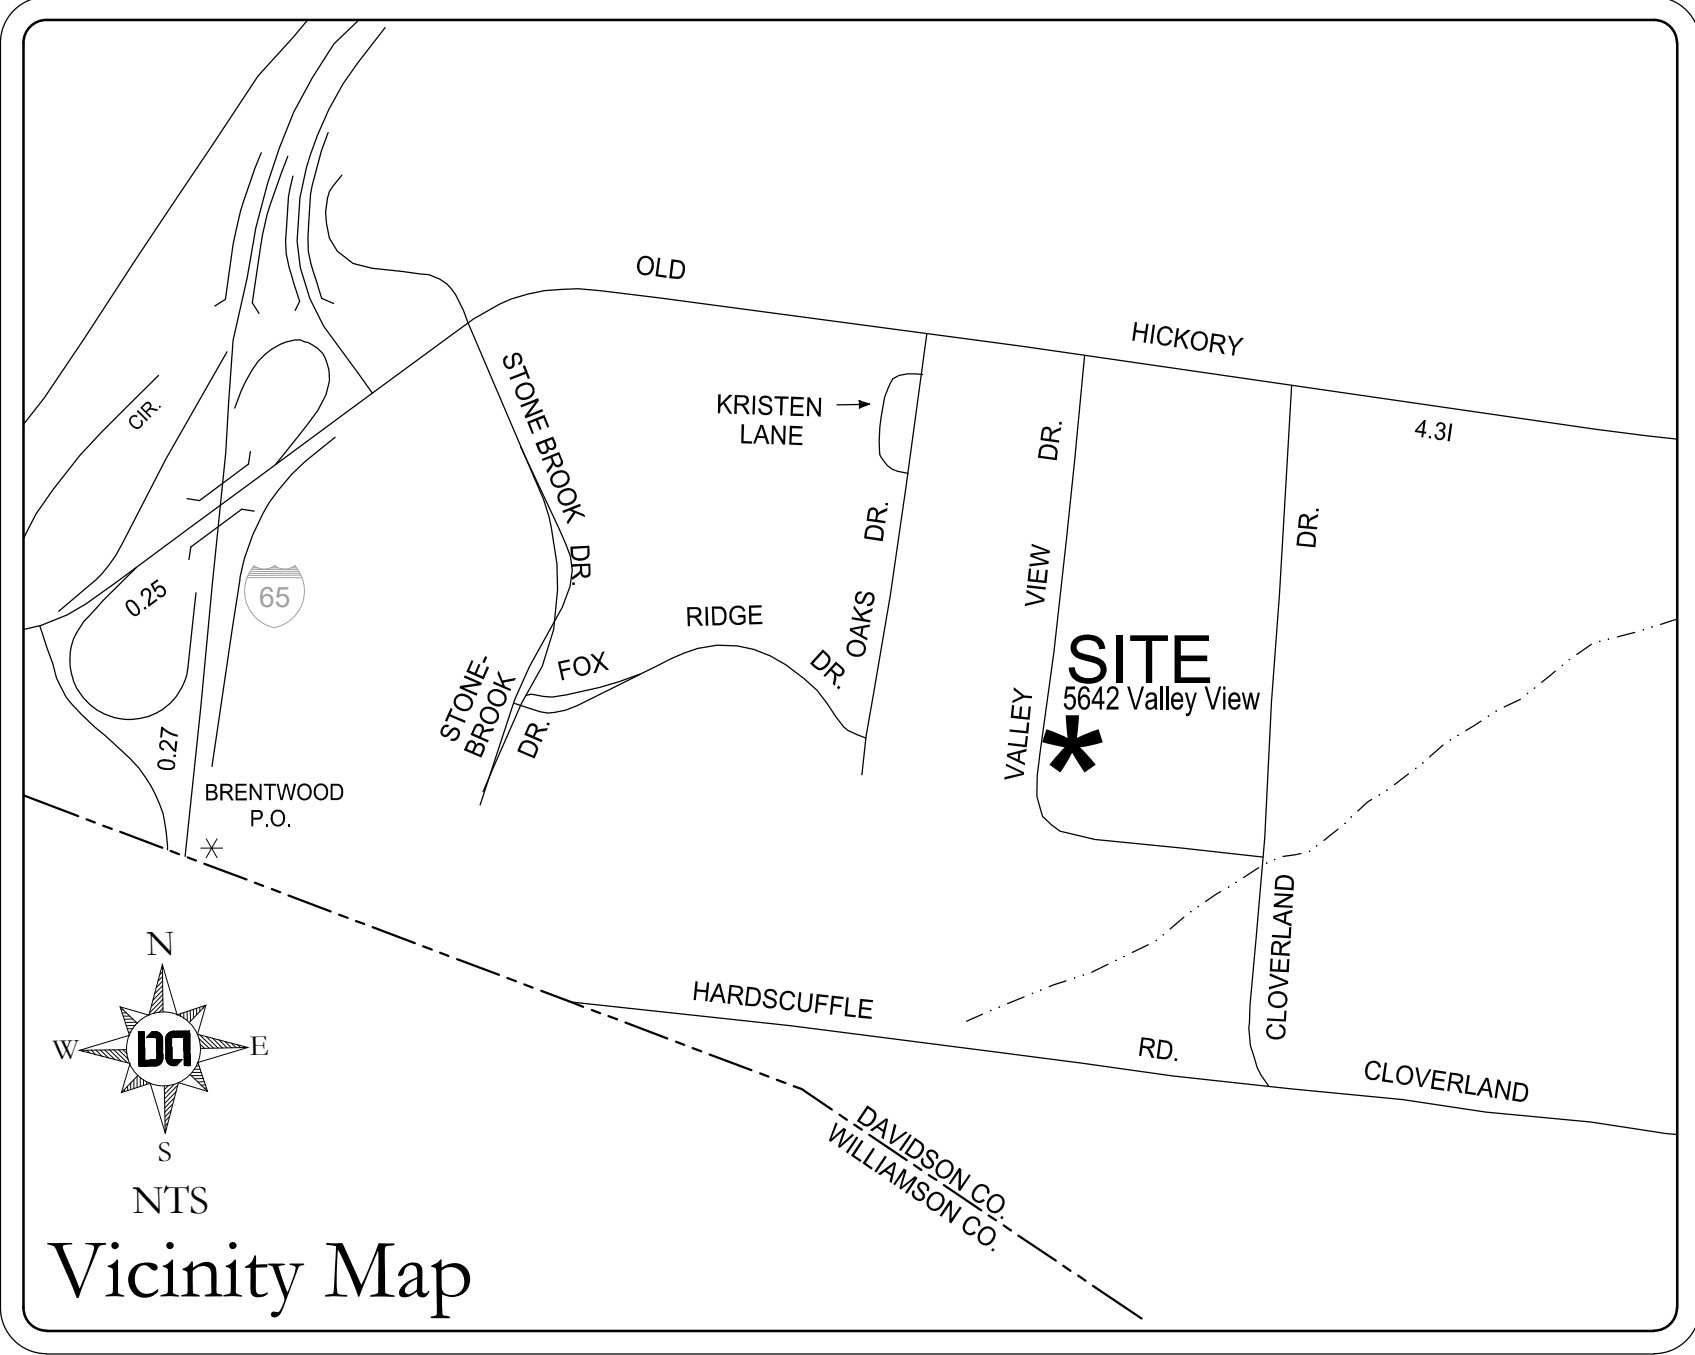 OLD
HICKORY
STONE BROOK DR.
KRISTEN
LANE
CIR.
4.3I
DR.
DR.
DR.
VIEW
0.25
65
OAKS
RIDGE
SITE
5642 Valley View
FOX
DR.
STONE-
BROOK
DR.
VALLEY
0.27
BRENTWOOD
P.O.
CLOVERLAND
N
W
E
S
HARDSCUFFLE
RD.
CLOVERLAND
DAVIDSON CO.
WILLIAMSON CO.
NTS
Vicinity Map